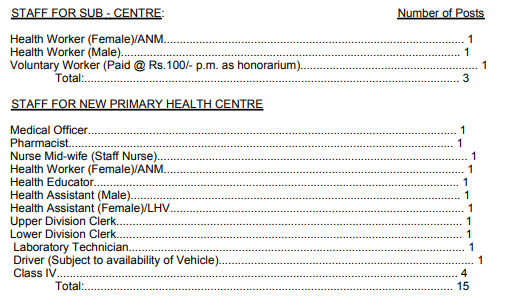 STAFF FOR SUB - CENTRE: Number of Posts
Health Worker (Female)/ANM.......... 1
Health Worker (Male).......... 1
Voluntary Worker (Paid @ Rs.100/- p.m. as honorarium).......... 1
Total:.......... 3
STAFF FOR NEW PRIMARY HEALTH CENTRE
Medical Officer.......... 1
Pharmacist.......... 1
Nurse Mid-wife (Staff Nurse).......... 1
Health Worker (Female)/ANM.......... 1
Health Educator.......... 1
Health Assistant (Male).......... 1
Health Assistant (Female)/LHV.......... 1
Upper Division Clerk.......... 1
Lower Division Clerk.......... 1
Laboratory Technician.......... 1
Driver (Subject to availability of Vehicle).......... 1
Class IV.......... 4
Total:.......... 15